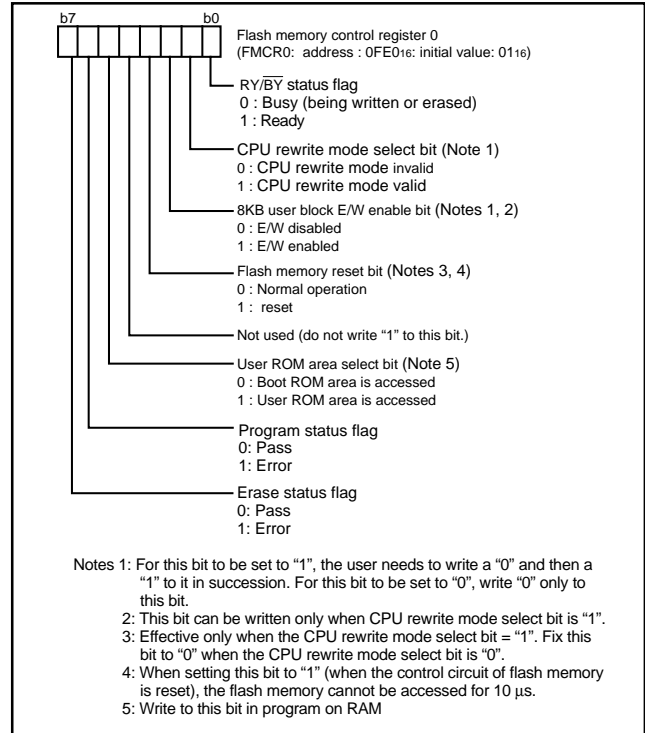 b7 b0
Flash memory control register 0
(FMCR0: address : 0FE016: initial value: 0116)
RY/BY status flag
0 : Busy (being written or erased)
1 : Ready
CPU rewrite mode select bit (Note 1)
0 : CPU rewrite mode invalid
1 : CPU rewrite mode valid
8KB user block E/W enable bit (Notes 1, 2)
0 : E/W disabled
1 : E/W enabled
Flash memory reset bit (Notes 3, 4)
0 : Normal operation
1 : reset
Not used (do not write “1” to this bit.)
User ROM area select bit (Note 5)
0 : Boot ROM area is accessed
1 : User ROM area is accessed
Program status flag
0: Pass
1: Error
Erase status flag
0: Pass
1: Error
Notes 1: For this bit to be set to “1”, the user needs to write a “0” and then a
“1” to it in succession. For this bit to be set to “0”, write “0” only to
this bit.
2: This bit can be written only when CPU rewrite mode select bit is “1”.
3: Effective only when the CPU rewrite mode select bit = “1”. Fix this
bit to “0” when the CPU rewrite mode select bit is “0”.
4: When setting this bit to “1” (when the control circuit of flash memory
is reset), the flash memory cannot be accessed for 10 μs.
5: Write to this bit in program on RAM